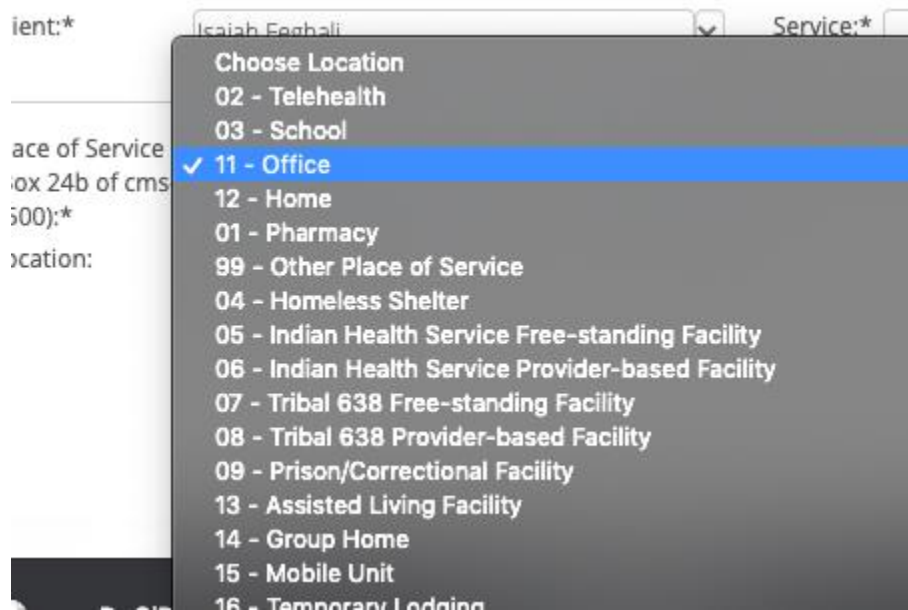 ient:*
Isaiah Feghali
Service:*
Choose Location
02 - Telehealth
03 - School
ace of Service
✓ 11 - Office
ox 24b of cms
12 - Home
500):*
01 - Pharmacy
ocation:
99 - Other Place of Service
04 - Homeless Shelter
05 - Indian Health Service Free-standing Facility
06 - Indian Health Service Provider-based Facility
07 - Tribal 638 Free-standing Facility
08 - Tribal 638 Provider-based Facility
09 - Prison/Correctional Facility
13 - Assisted Living Facility
14 - Group Home
15 - Mobile Unit
16 - Temporary Lodging